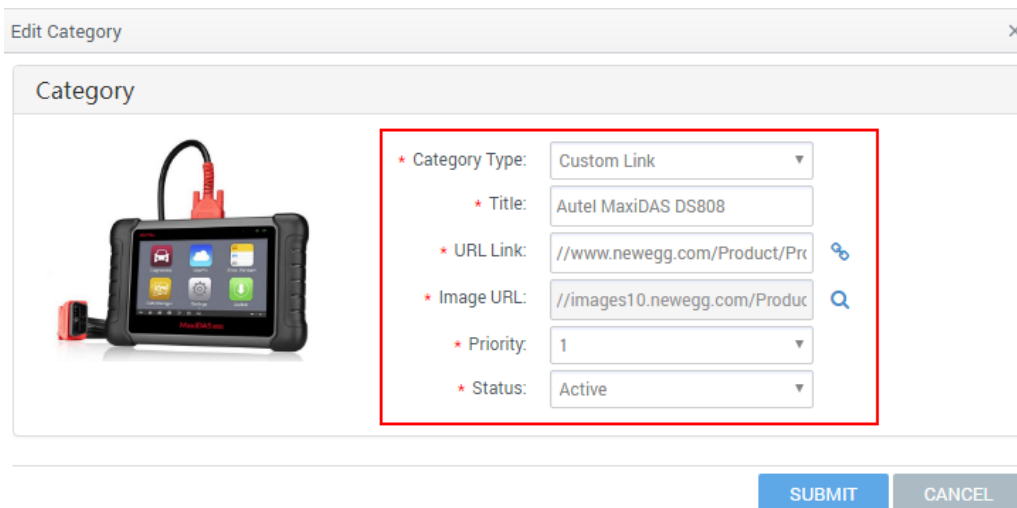 Edit Category ×
Category
* Category Type: Custom Link
* Title: Autel MaxiDAS DS808
* URL Link: //www.newegg.com/Product/Pro
* Image URL: //images10.newegg.com/Produc
* Priority: 1
* Status: Active
MaxiDAS
SUBMIT CANCEL